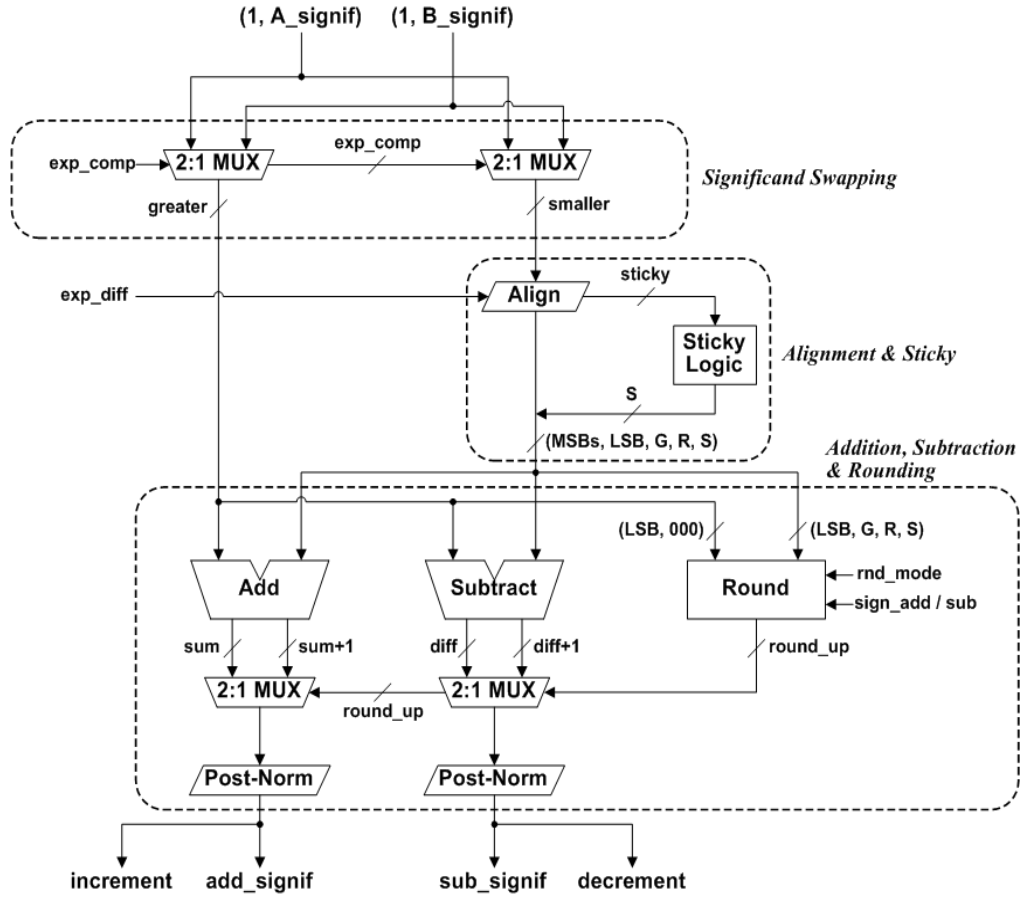 (1, A_signif)
(1, B_signif)
exp_comp
2:1 MUX
exp_comp
2:1 MUX
Significand Swapping
greater
smaller
exp_diff
Align
sticky
Sticky
Logic
Alignment & Sticky
S
(MSBs, LSB, G, R, S)
Addition, Subtraction
& Rounding
(LSB, 000)
(LSB, G, R, S)
Add
Subtract
Round
rnd_mode
sign_add / sub
sum
sum+1
diff
diff+1
round_up
2:1 MUX
round_up
2:1 MUX
Post-Norm
Post-Norm
increment
add_signif
sub_signif
decrement